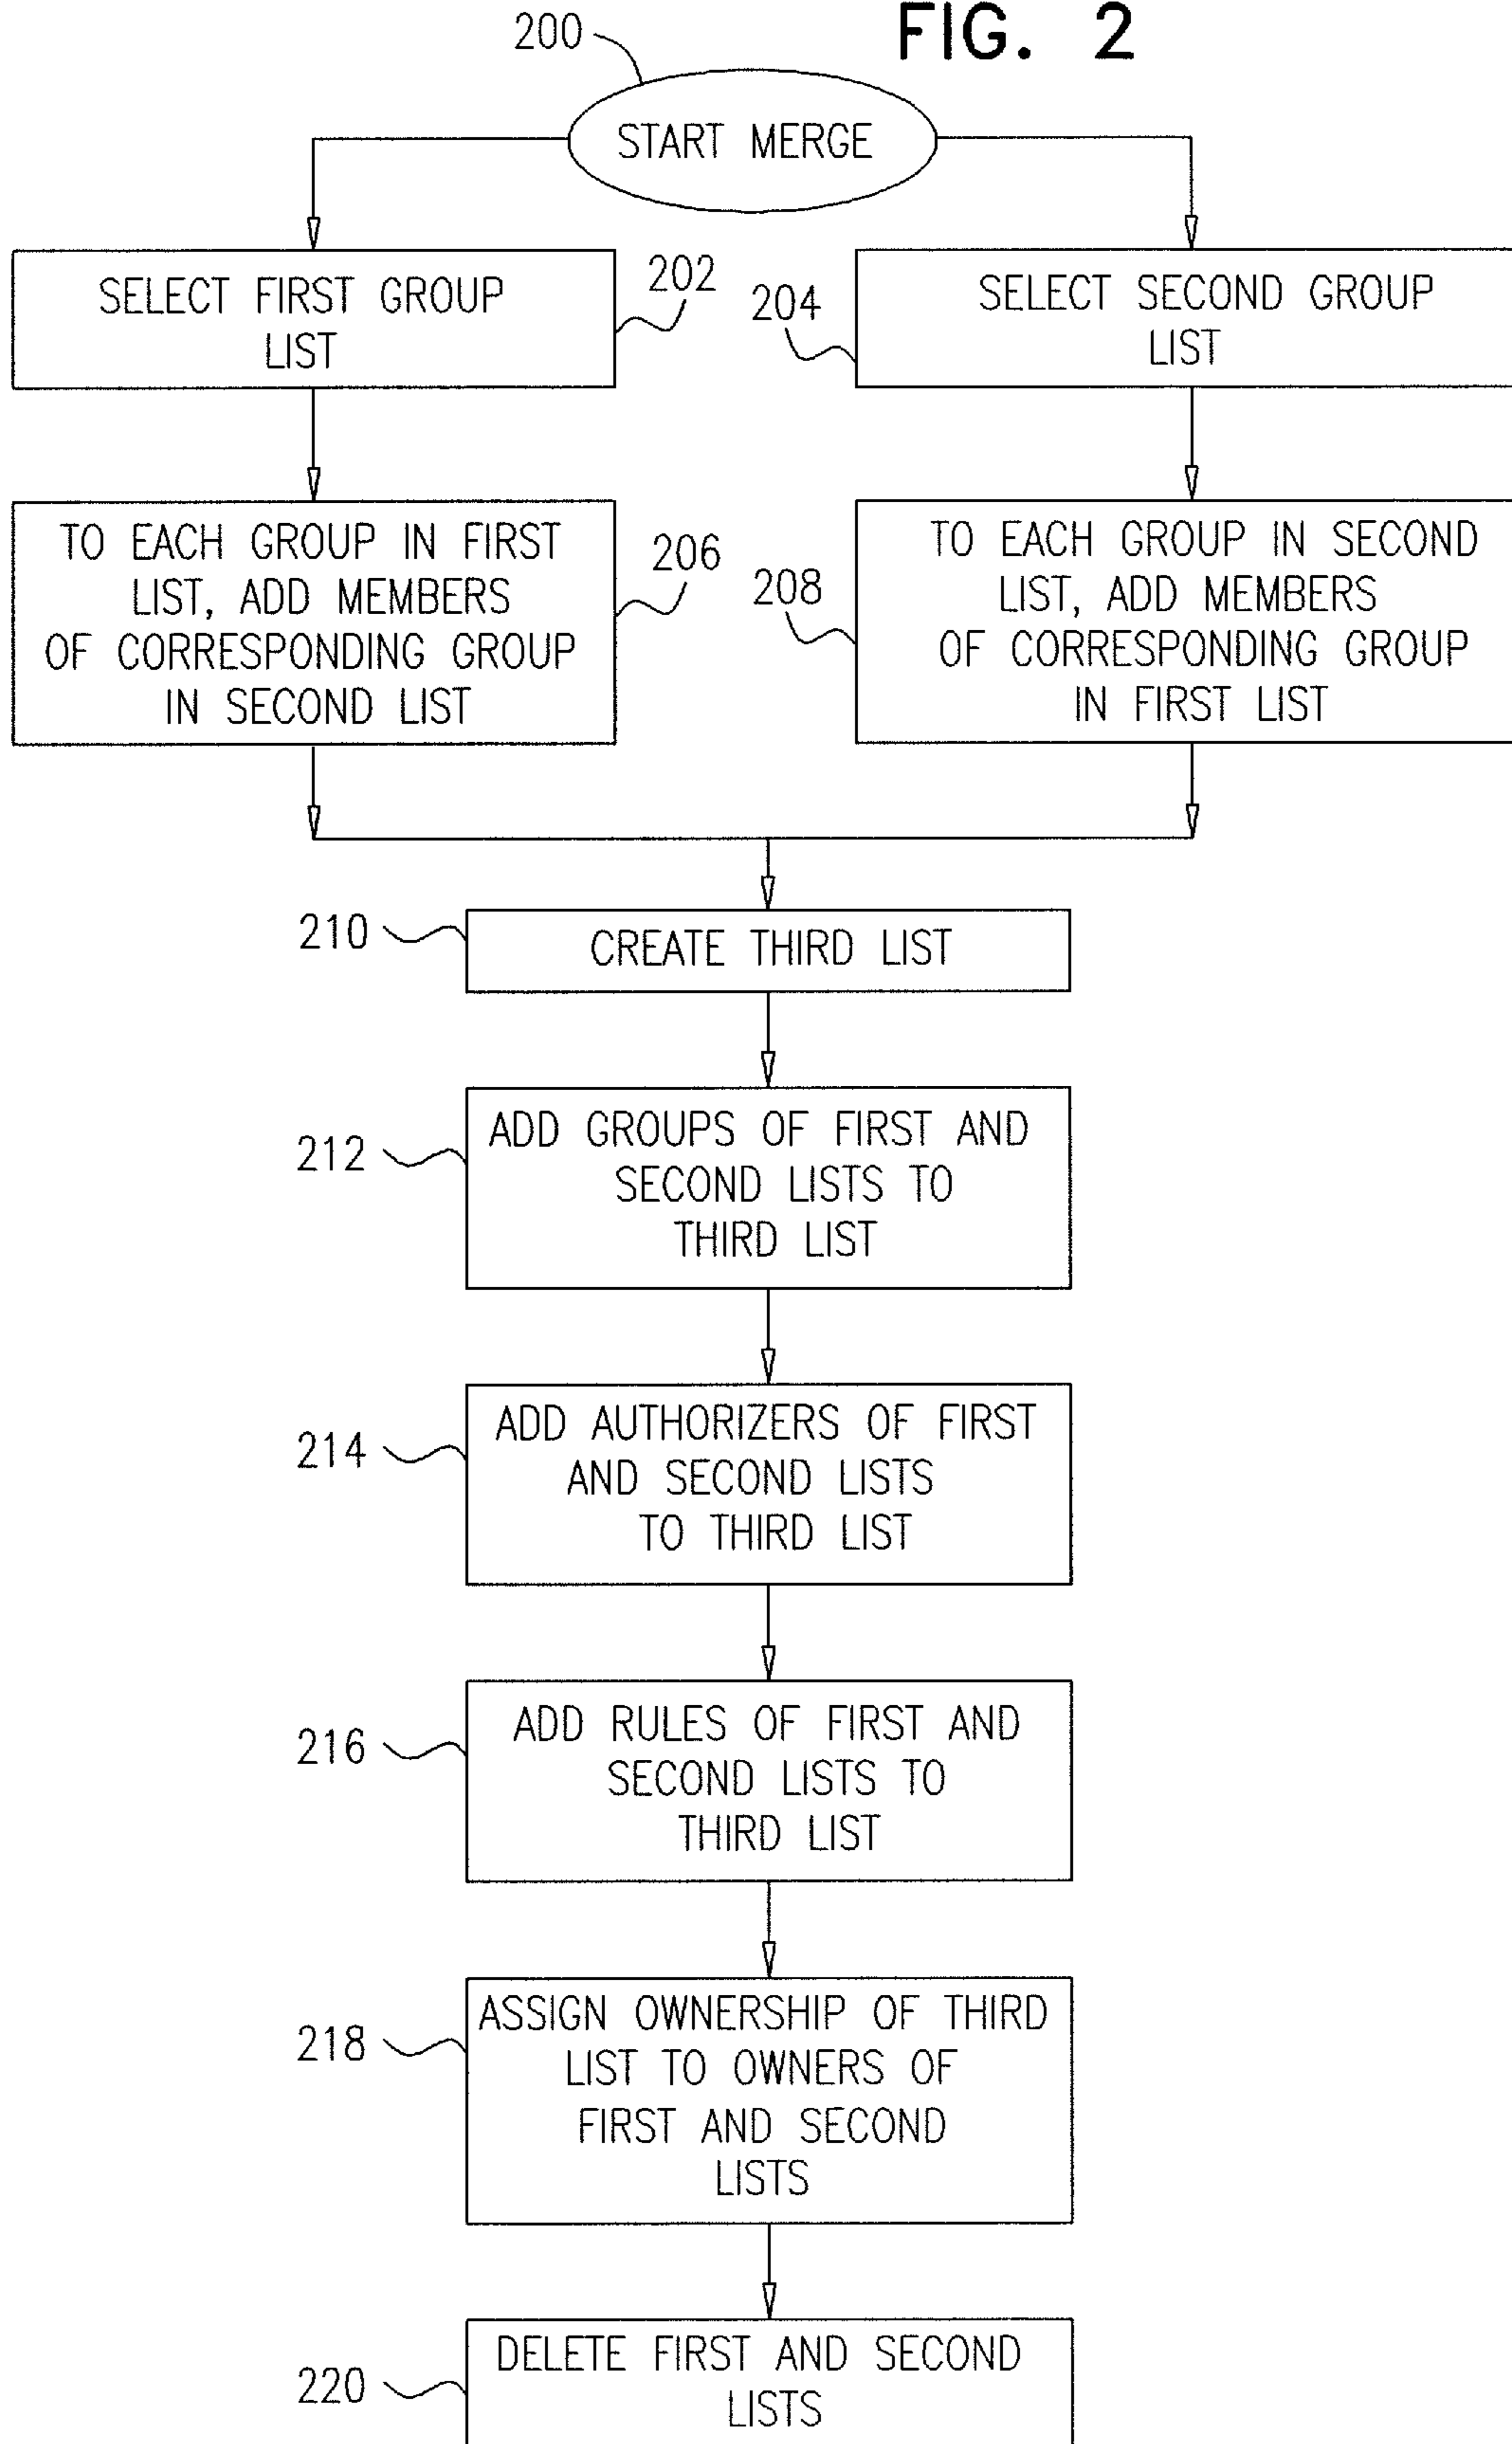 FIG. 2
200
START MERGE
SELECT FIRST GROUP
LIST
202
204
SELECT SECOND GROUP
LIST
TO EACH GROUP IN FIRST
LIST, ADD MEMBERS
OF CORRESPONDING GROUP
IN SECOND LIST
206
208
TO EACH GROUP IN SECOND
LIST, ADD MEMBERS
OF CORRESPONDING GROUP
IN FIRST LIST
210
CREATE THIRD LIST
212
ADD GROUPS OF FIRST AND
SECOND LISTS TO
THIRD LIST
214
ADD AUTHORIZERS OF FIRST
AND SECOND LISTS
TO THIRD LIST
216
ADD RULES OF FIRST AND
SECOND LISTS TO
THIRD LIST
218
ASSIGN OWNERSHIP OF THIRD
LIST TO OWNERS OF
FIRST AND SECOND
LISTS
220
DELETE FIRST AND SECOND
LISTS